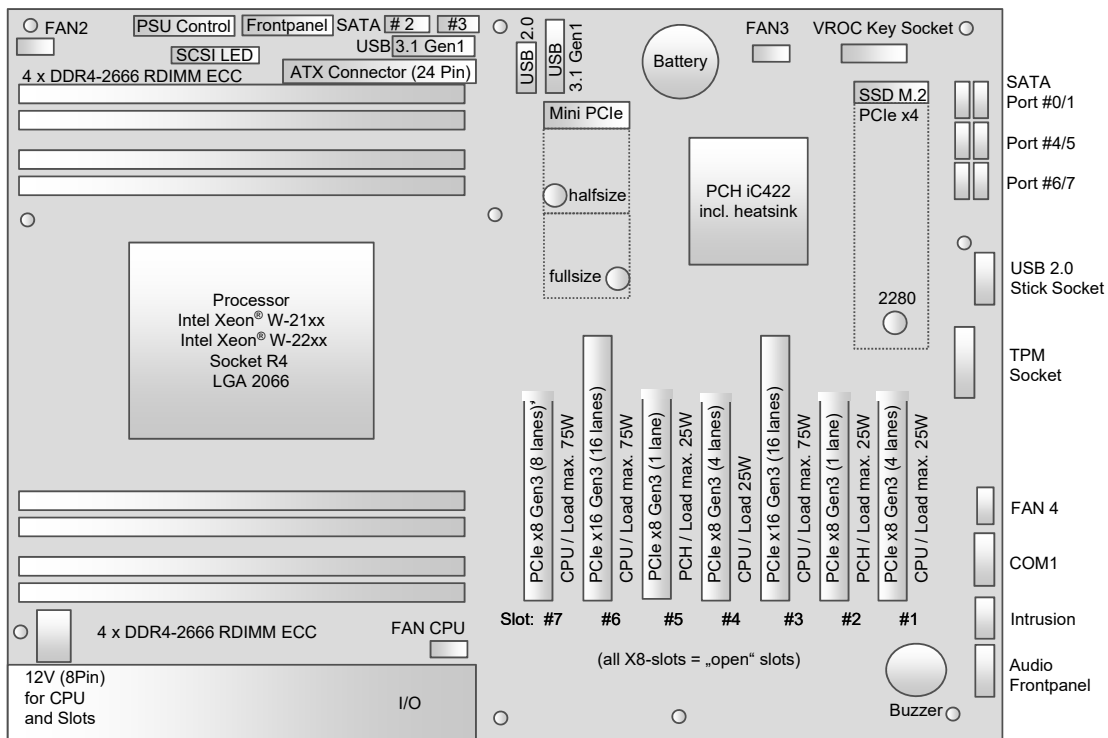 FAN2
PSU Control
Frontpanel
SATA
# 2
#3
USB
3.1 Gen1
SCSI LED
4 x DDR4-2666 RDIMM ECC
ATX Connector (24 Pin)
USB 2.0
USB
3.1 Gen1
Battery
FAN3
VROC Key Socket
SSD M.2
PCIe x4
SATA
Port #0/1
Port #4/5
Port #6/7
Mini PCIe
halfsize
fullsize
PCH iC422
incl. heatsink
2280
USB 2.0
Stick Socket
TPM
Socket
Processor
Intel Xeon® W-21xx
Intel Xeon® W-22xx
Socket R4
LGA 2066
PCIe x8 Gen3 (8 lanes)
CPU / Load max. 75W
PCIe x16 Gen3 (16 lanes)
CPU / Load max. 75W
PCIe x8 Gen3 (1 lane)
PCH / Load max. 25W
PCIe x8 Gen3 (4 lanes)
CPU / Load 25W
PCIe x16 Gen3 (16 lanes)
CPU / Load max. 75W
PCIe x8 Gen3 (1 lane)
PCH / Load max. 25W
PCIe x8 Gen3 (4 lanes)
CPU / Load max. 25W
Slot: #7 #6 #5 #4 #3 #2 #1
(all X8-slots = „open“ slots)
FAN 4
COM1
Intrusion
Audio
Frontpanel
Buzzer
4 x DDR4-2666 RDIMM ECC
FAN CPU
12V (8Pin)
for CPU
and Slots
I/O